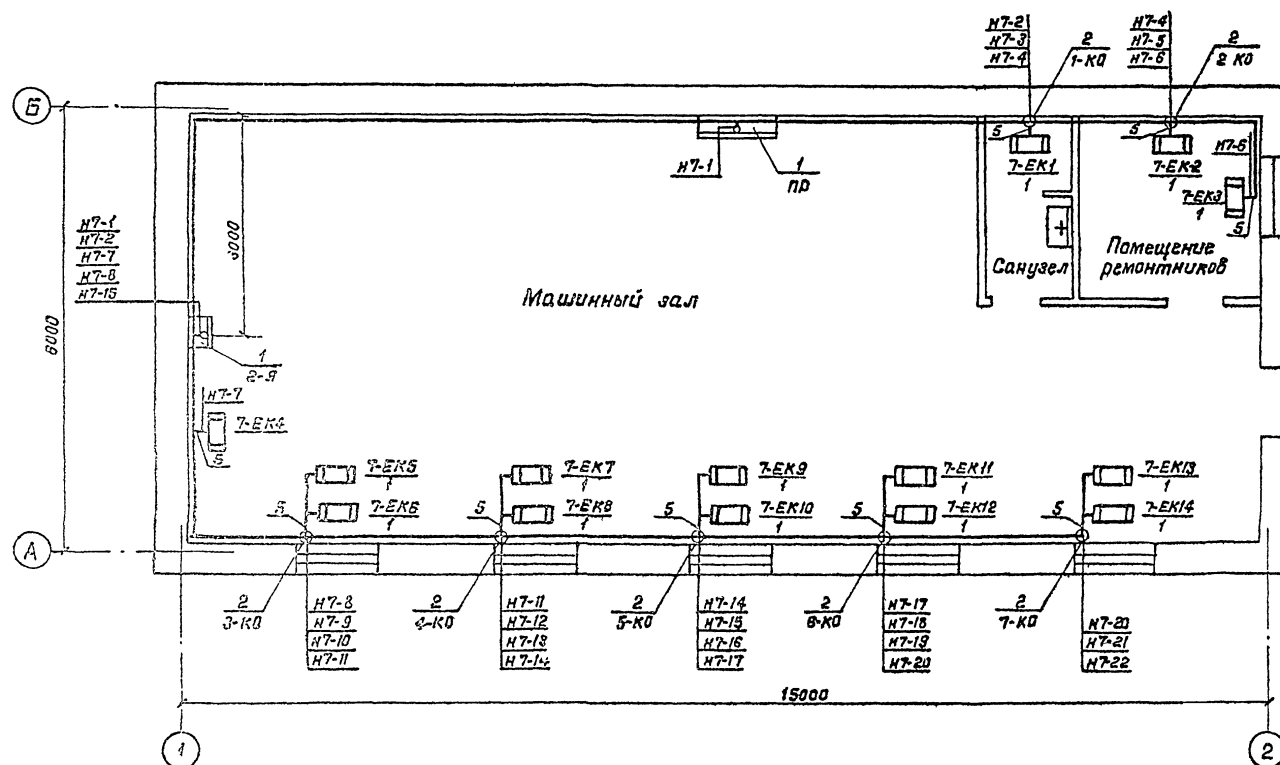 Н7-2
Н7-3
Н7-4
2
1-КО
Н7-4
Н7-5
Н7-6
2
2 КО
Б
5
7-ЕК1
1
5
7-ЕК2
1
Н7-6
7-ЕК3
1
5
Н7-1
1
ПР
Н7-1
Н7-2
Н7-7
Н7-8
Н7-15
3000
6000
Машинный зал
Санузел
Помещение
ремонтников
1
2-Я
Н7-7
7-ЕК4
5
7-ЕК5
1
7-ЕК6
1
5
7-ЕК7
1
7-ЕК8
1
5
7-ЕК9
1
7-ЕК10
1
5
7-ЕК11
1
7-ЕК12
1
5
7-ЕК13
1
7-ЕК14
1
5
А
2
3-КО
Н7-8
Н7-9
Н7-10
Н7-11
2
4-КО
Н7-11
Н7-12
Н7-13
Н7-14
2
5-КО
Н7-14
Н7-15
Н7-16
Н7-17
2
6-КО
Н7-17
Н7-18
Н7-19
Н7-20
2
7-КО
Н7-20
Н7-21
Н7-22
15000
1
2